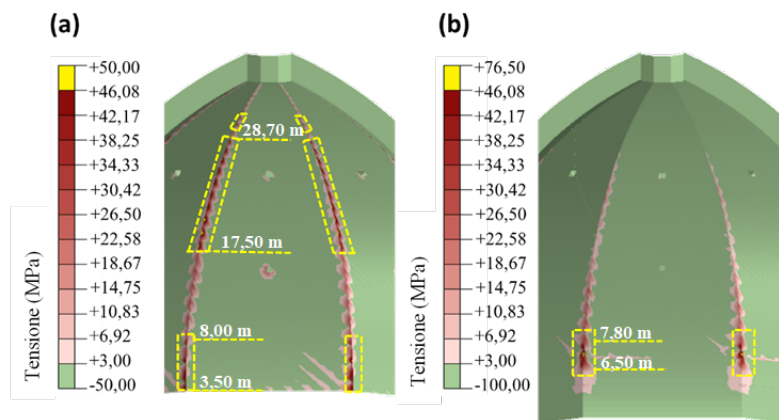 (a)
Tensione (MPa)
+50,00
+46,08
+42,17
+38,25
+34,33
+30,42
+26,50
+22,58
+18,67
+14,75
+10,83
+6,92
+3,00
-50,00
28,70 m
17,50 m
8,00 m
3,50 m
(b)
Tensione (MPa)
+76,50
+46,08
+42,17
+38,25
+34,33
+30,42
+26,50
+22,58
+18,67
+14,75
+10,83
+6,92
+3,00
-100,00
7,80 m
6,50 m